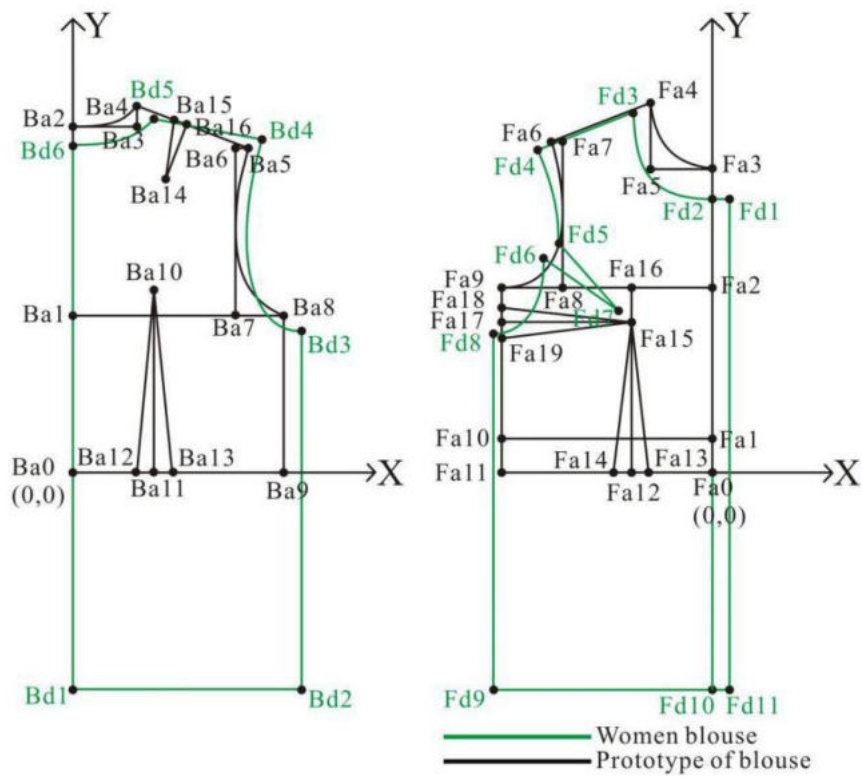 Y
Bd5
Ba4
Ba15
Ba2
Ba3
Ba16
Bd4
Bd6
Ba6
Ba5
Ba14
Ba10
Ba1
Ba8
Ba7
Bd3
Ba0
Ba12
Ba13
X
(0,0)
Ba11
Ba9
Bd1
Bd2
Y
Fa4
Fd3
Fa6
Fa7
Fd4
Fa3
Fa5
Fd2
Fd1
Fd5
Fd6
Fa9
Fa16
Fa2
Fa18
Fa8
Fa17
Fd7
Fd8
Fa15
Fa19
Fa10
Fa1
Fa11
Fa14
Fa13
X
Fa12
Fa0
(0,0)
Fd9
Fd10
Fd11
Women blouse
Prototype of blouse